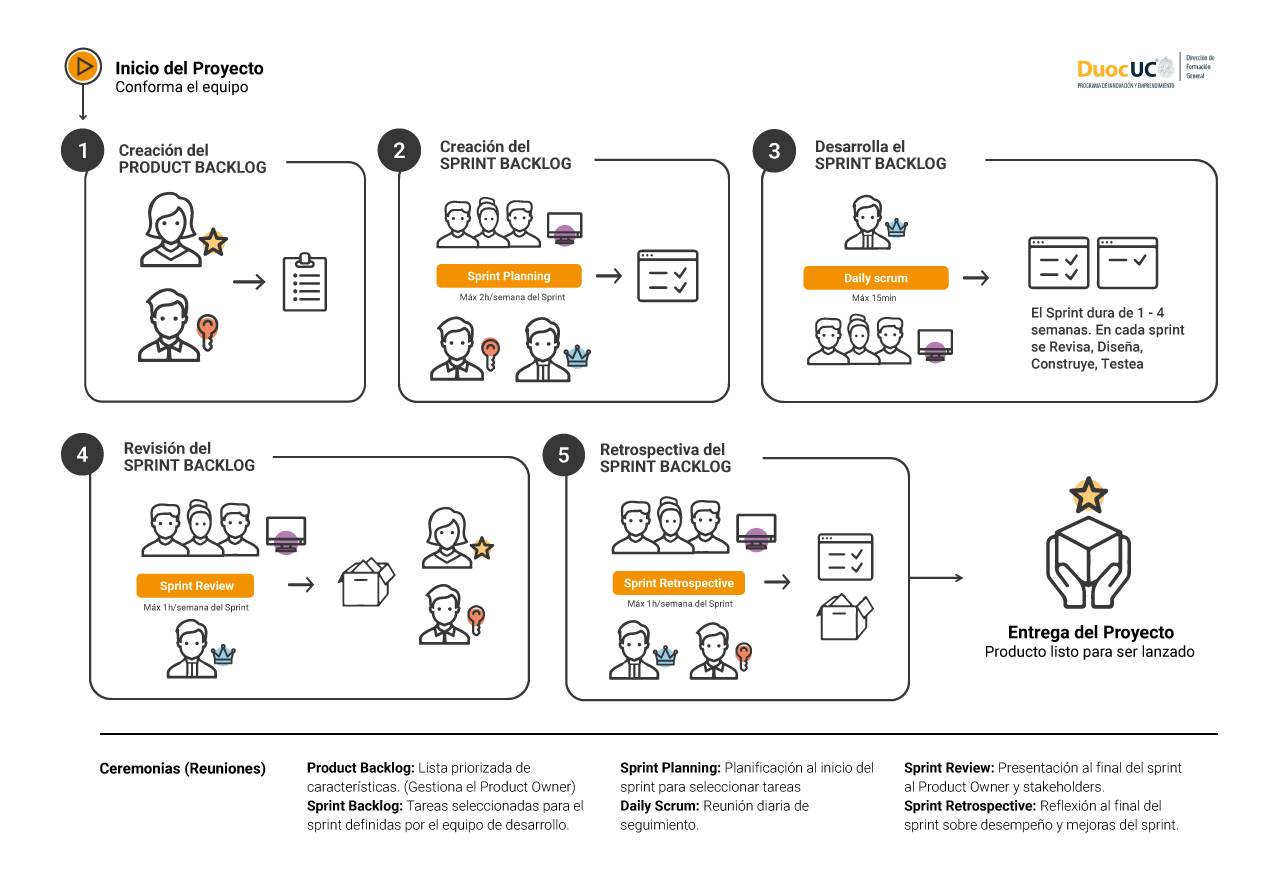 Inicio del Proyecto
Conforma el equipo
DuocUC
PROGRAMA DE INNOVACIÓN Y EMPRENDIMIENTO
Dirección de
Formación
General
1
Creación del
PRODUCT BACKLOG
2
Creación del
SPRINT BACKLOG
Sprint Planning
Máx 2h/semana del Sprint
3
Desarrolla el
SPRINT BACKLOG
Daily scrum
Máx 15min
El Sprint dura de 1 - 4
semanas. En cada sprint
se Revisa, Diseña,
Construye, Testea
4
Revisión del
SPRINT BACKLOG
Sprint Review
Máx 1h/semana del Sprint
5
Retrospectiva del
SPRINT BACKLOG
Sprint Retrospective
Máx 1h/semana del Sprint
Entrega del Proyecto
Producto listo para ser lanzado
Ceremonias (Reuniones)
Product Backlog: Lista priorizada de
características. (Gestiona el Product Owner)
Sprint Backlog: Tareas seleccionadas para el
sprint definidas por el equipo de desarrollo.
Sprint Planning: Planificación al inicio del
sprint para seleccionar tareas
Daily Scrum: Reunión diaria de
seguimiento.
Sprint Review: Presentación al final del sprint
al Product Owner y stakeholders.
Sprint Retrospective: Reflexión al final del
sprint sobre desempeño y mejoras del sprint.